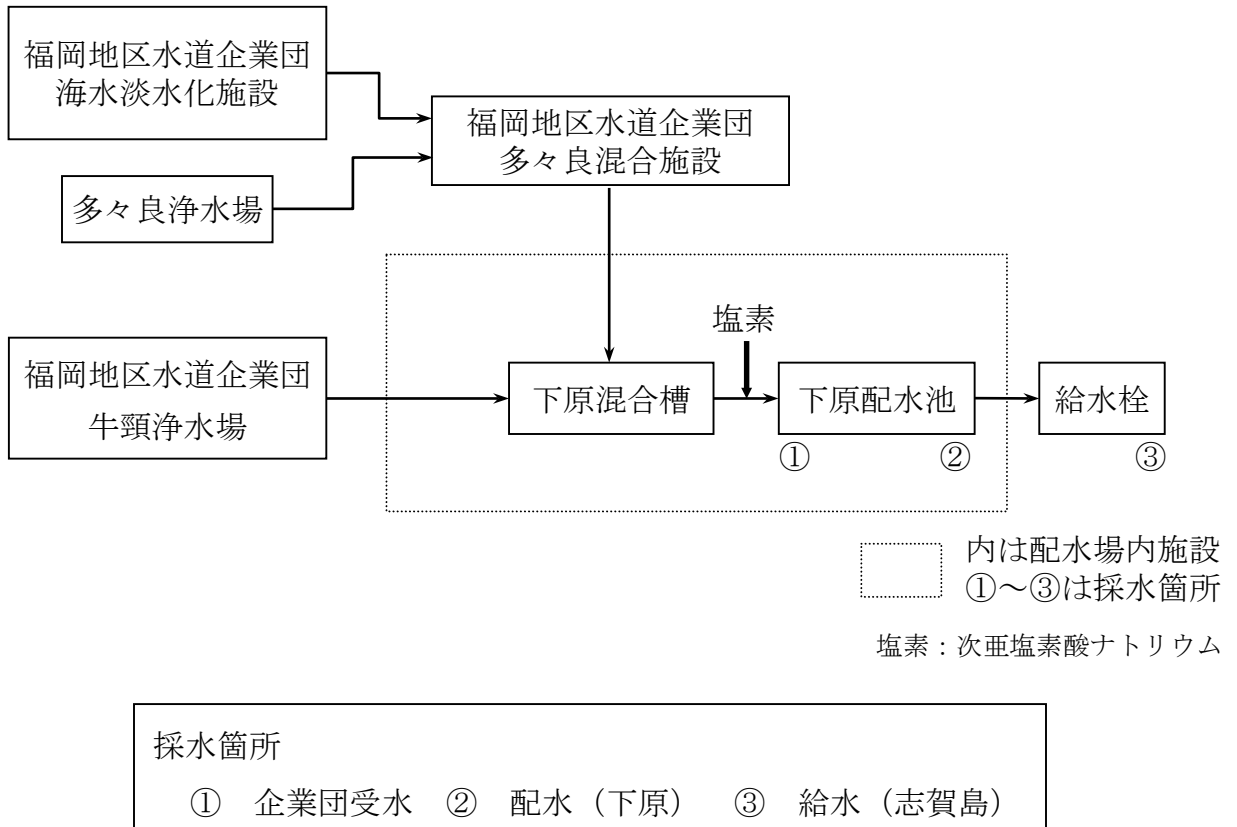 福岡地区水道企業団
海水淡水化施設
福岡地区水道企業団
多々良混合施設
多々良浄水場
塩素
福岡地区水道企業団
牛頸浄水場
下原混合槽
下原配水池
給水栓
①
②
③
内は配水場内施設
①～③は採水箇所
塩素：次亜塩素酸ナトリウム
採水箇所
① 企業団受水 ② 配水（下原） ③ 給水（志賀島）